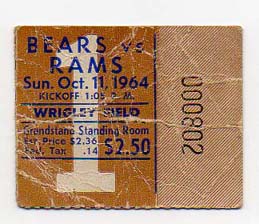 BEARS vs
RAMS
Sun. Oct. 11, 1964
KICKOFF 1:05 P. M.
WRIGLEY FIELD
Grandstand Standing Room
Est. Price $2.36
Fed. Tax .14
$2.50
000802